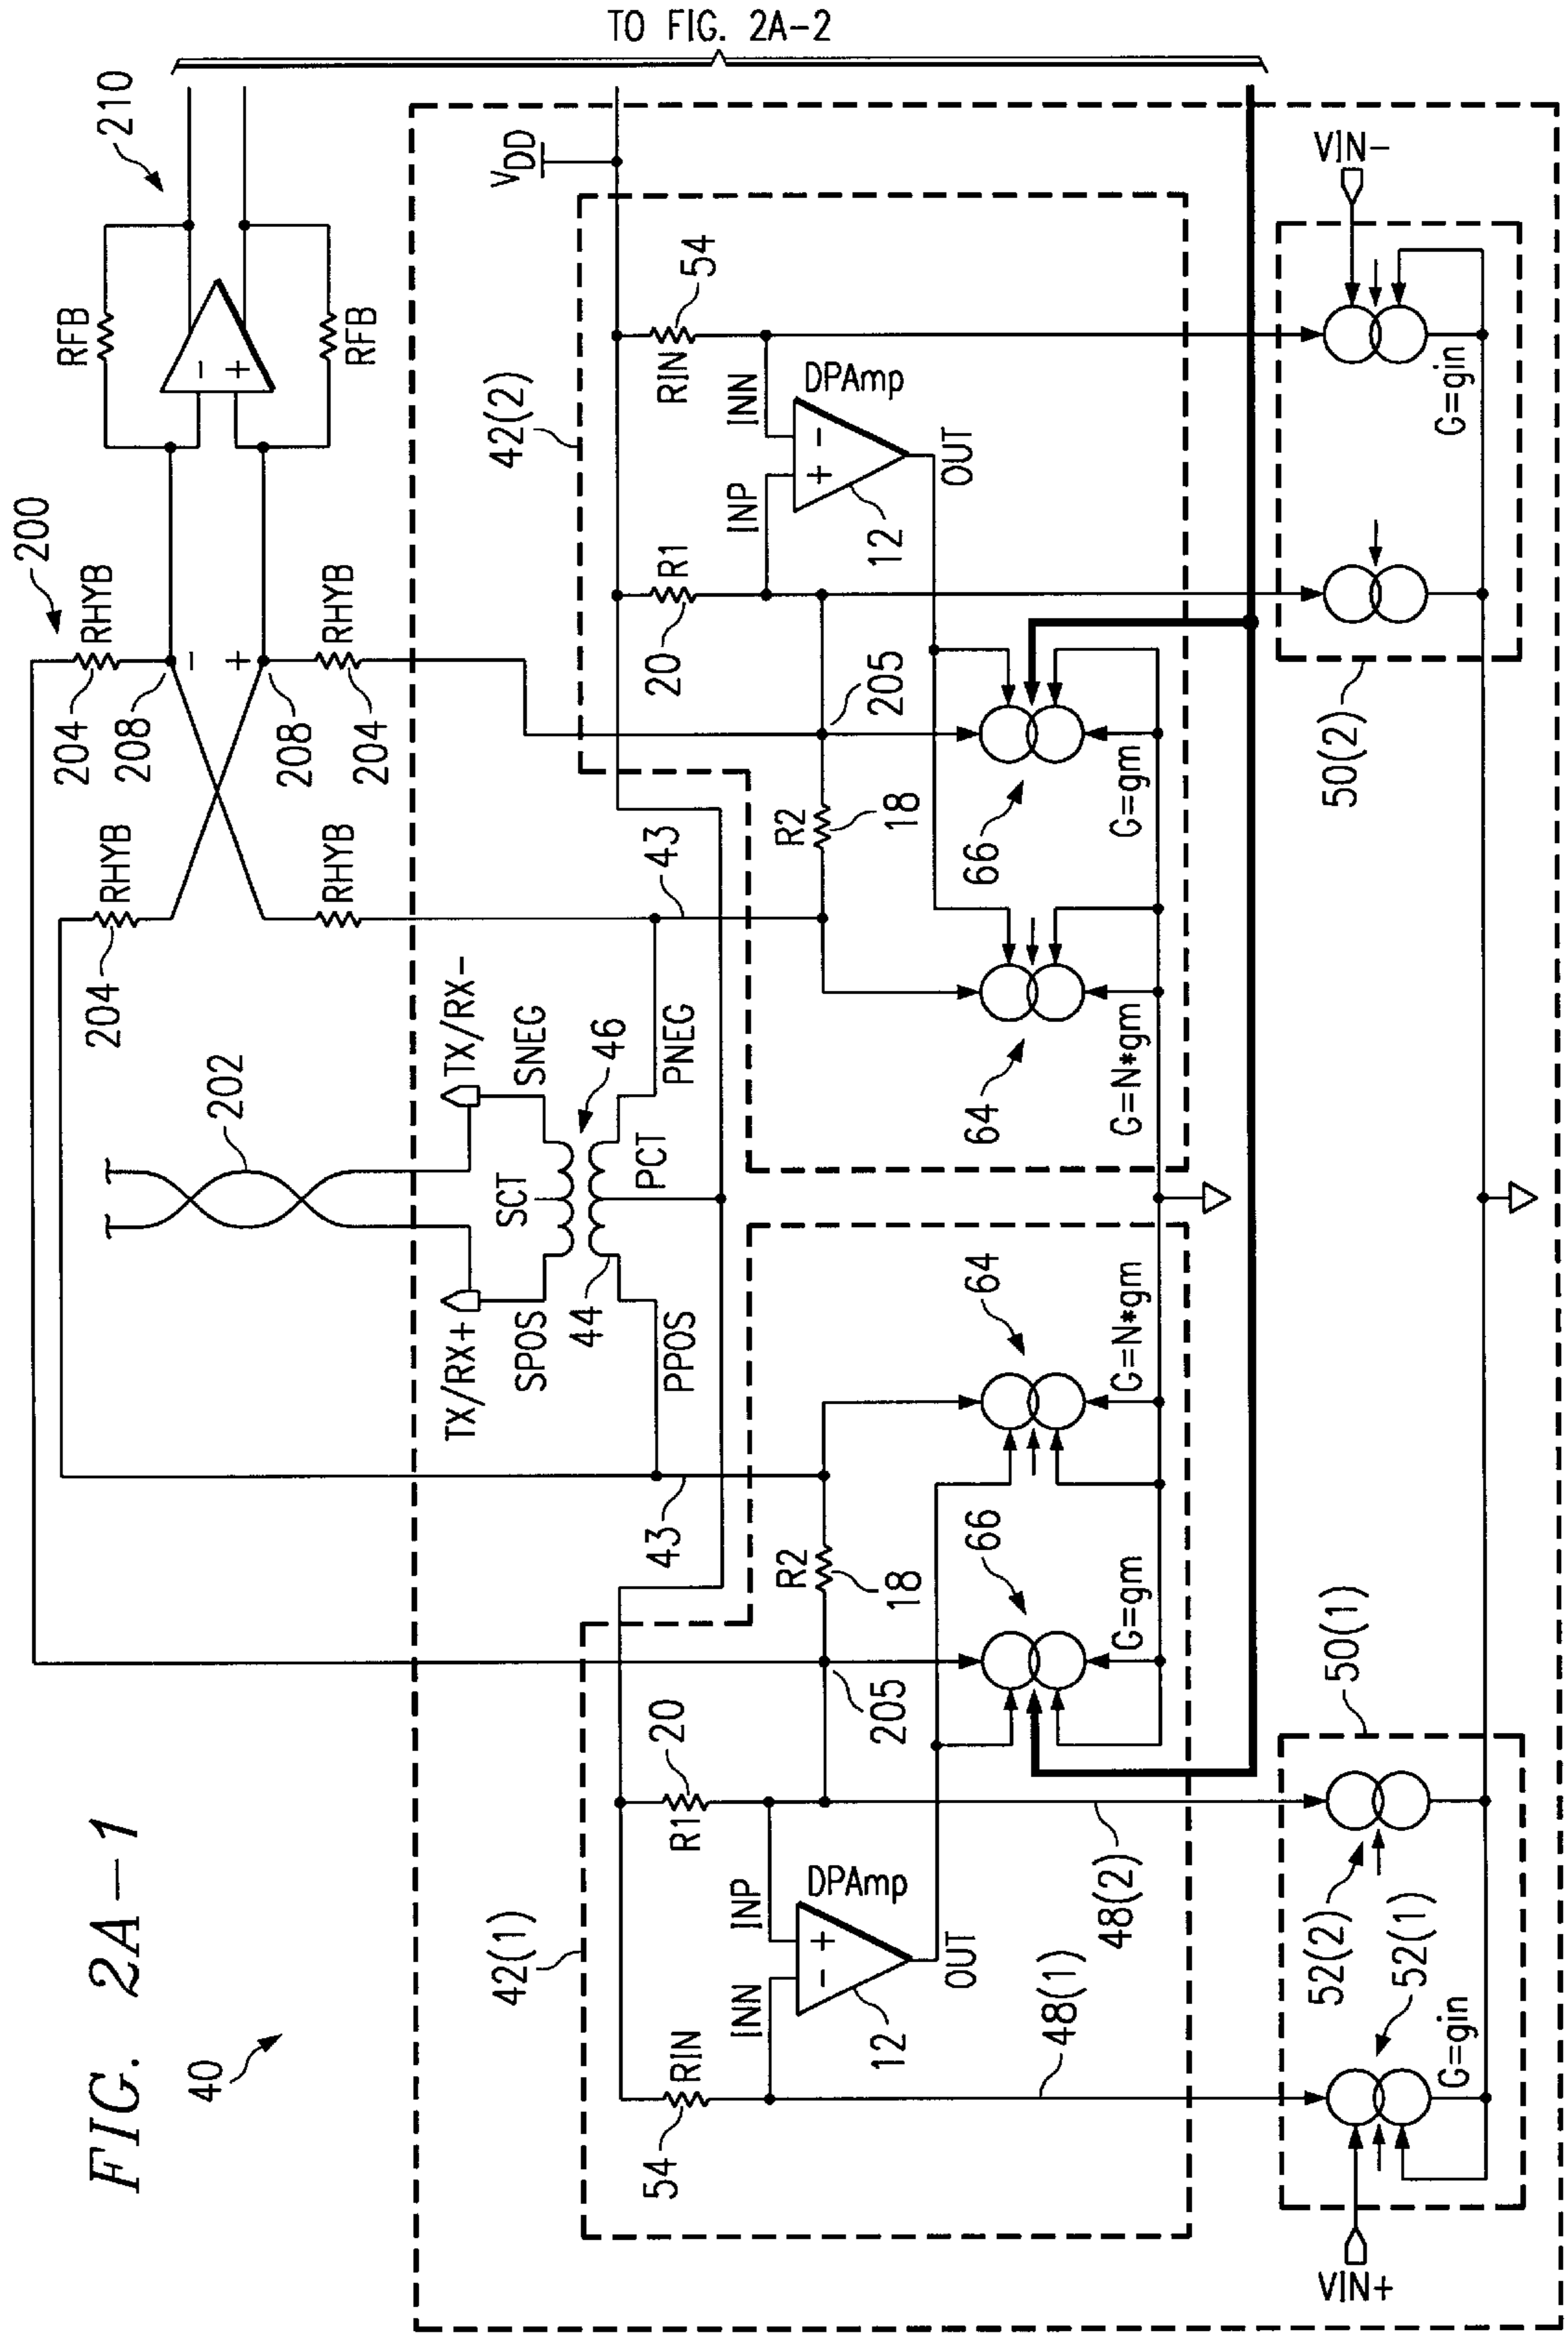 FIG. 2A-1
40
TO FIG. 2A-2
210
RFB
RFB
-
+
200
RHYB
204
208
-
+
208
RHYB
204
RHYB
204
RHYB
202
TX/RX+
TX/RX-
SPOS
SCT
SNEG
44
46
PPOS
PCT
PNEG
43
43
VDD
42(1)
54
RIN
R1
20
INN
INP
DPAmp
-
+
12
OUT
205
R2
18
66
G=gm
64
G=N*gm
48(1)
48(2)
42(2)
54
RIN
R1
20
INN
INP
DPAmp
-
+
12
OUT
205
R2
18
66
G=gm
64
G=N*gm
50(1)
52(2)
52(1)
G=gin
VIN+
50(2)
G=gin
VIN-